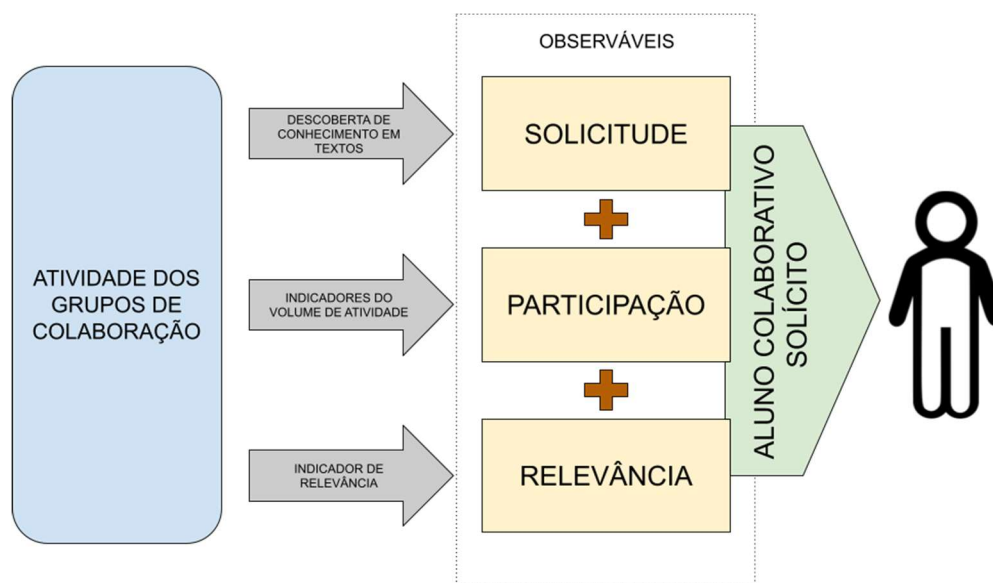 ATIVIDADE DOS
GRUPOS DE
COLABORAÇÃO
DESCOBERTA DE
CONHECIMENTO EM
TEXTOS
INDICADORES DO
VOLUME DE ATIVIDADE
INDICADOR DE
RELEVÂNCIA
OBSERVÁVEIS
SOLICITUDE
PARTICIPAÇÃO
RELEVÂNCIA
ALUNO COLABORATIVO
SOLÍCITO